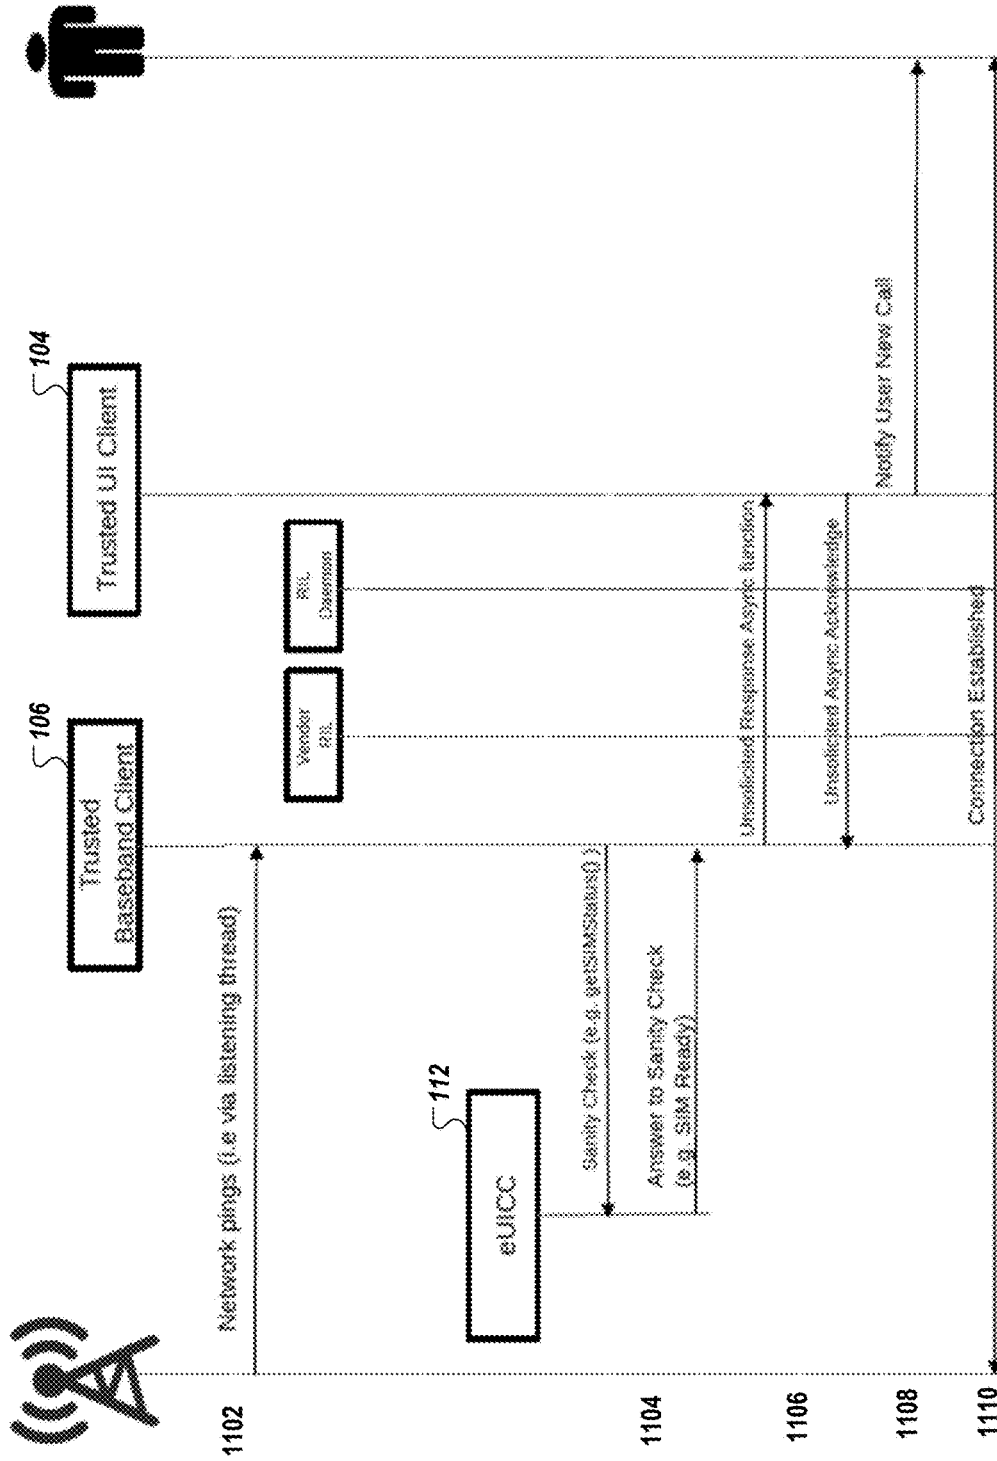 106
Trusted
Baseband Client
104
Trusted UI Client
1102
Network pings (i.e via listening thread)
Vendor
RIL
RIL
Daemon
112
eUICC
1104
Sanity Check (e.g. getSIMStatus() )
Answer to Sanity Check
(e.g. SIM Ready)
1106
Unsolicited Response Async function
Unsolicited Async Acknowledge
1108
Notify User New Call
1110
Connection Established